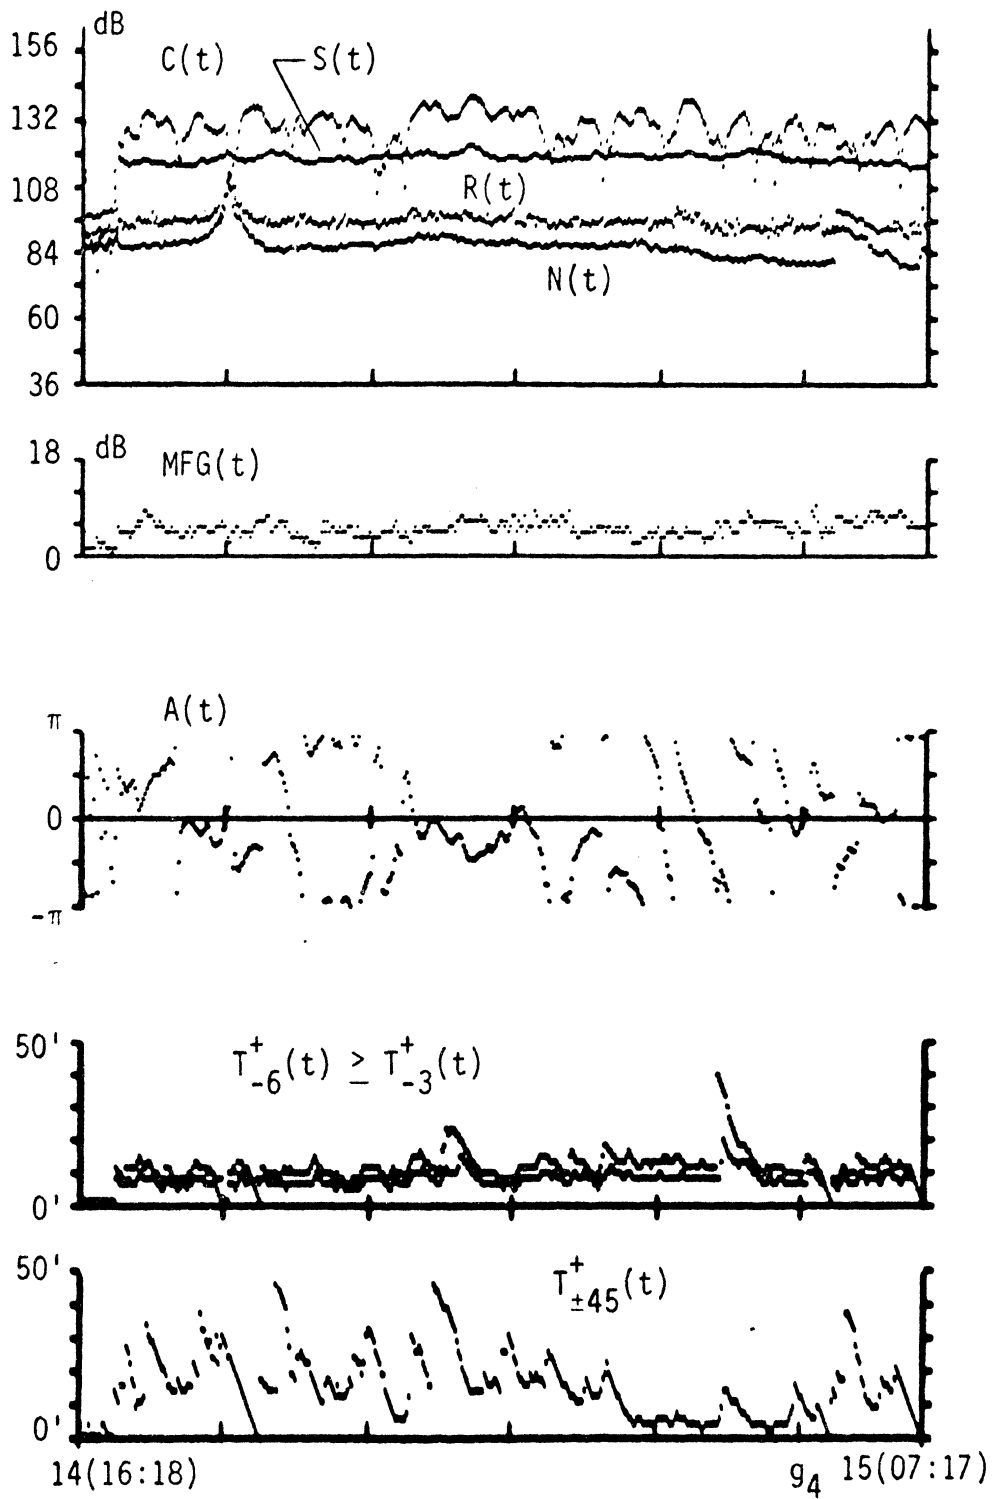 dB
156
C(t) S(t)
132
108
R(t)
84
N(t)
60
36
18 dB
MFG(t)
0
A(t)
π
0
-π
50'
T⁺₋₆(t) ≥ T⁺₋₃(t)
0'
50'
T⁺±45(t)
0'
14(16:18) g₄ 15(07:17)